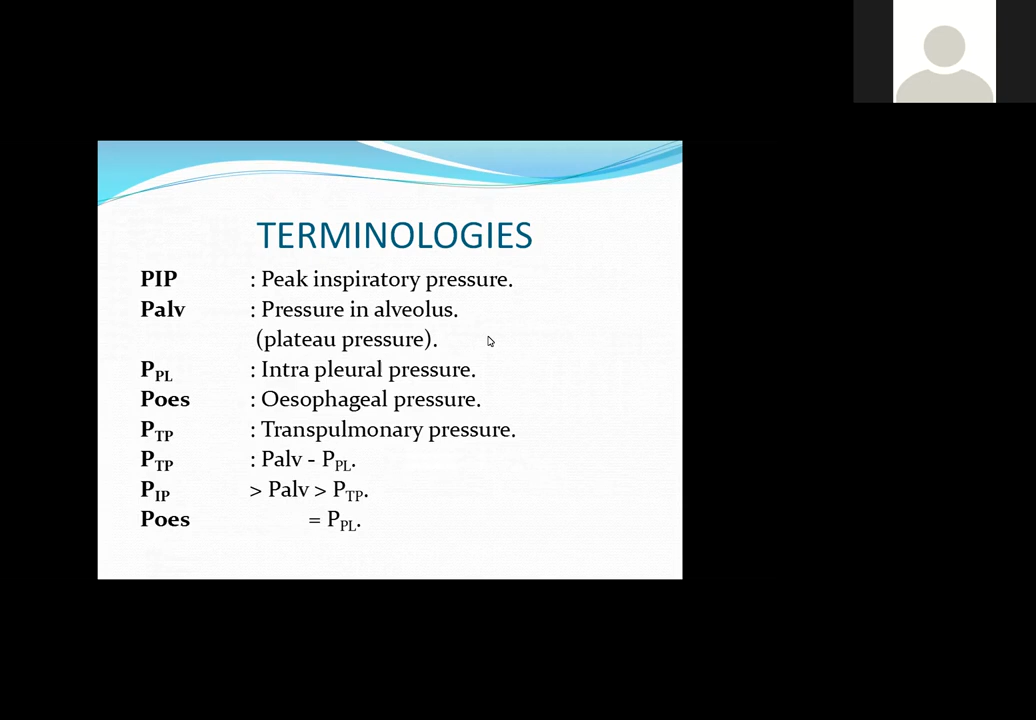 TERMINOLOGIES
PIP : Peak inspiratory pressure.
Palv : Pressure in alveolus.
(plateau pressure).
PPL : Intra pleural pressure.
Poes : Oesophageal pressure.
PTP : Transpulmonary pressure.
PTP : Palv - PPL.
PIP > Palv > PTP.
Poes = PPL.